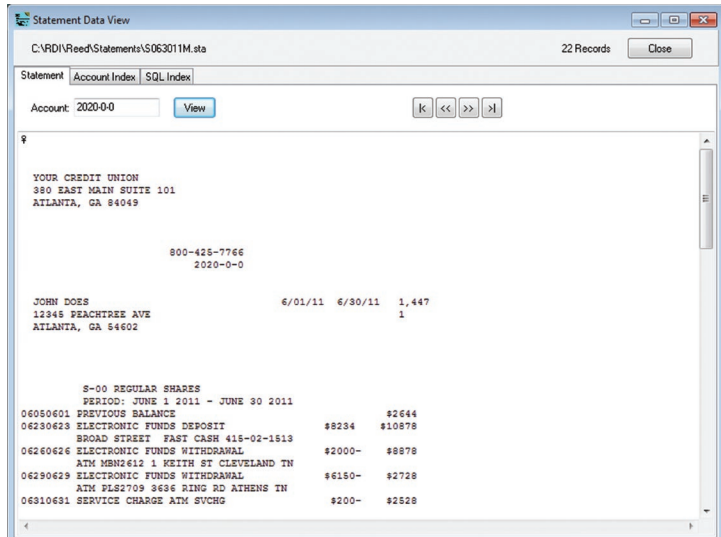 Statement Data View
C:\RDI\Reed\Statements\S063011M.sta 22 Records Close
Statement Account Index SQL Index
Account: 2020-0-0 View |< << >> >|
YOUR CREDIT UNION
380 EAST MAIN SUITE 101
ATLANTA, GA 84049
800-425-7766
2020-0-0
JOHN DOES 6/01/11 6/30/11 1,447
12345 PEACHTREE AVE 1
ATLANTA, GA 54602
S-00 REGULAR SHARES
PERIOD: JUNE 1 2011 - JUNE 30 2011
06050601 PREVIOUS BALANCE $2644
06230623 ELECTRONIC FUNDS DEPOSIT $8234 $10878
BROAD STREET FAST CASH 415-02-1513
06260626 ELECTRONIC FUNDS WITHDRAWAL $2000- $8878
ATM MBN2612 1 KEITH ST CLEVELAND TN
06290629 ELECTRONIC FUNDS WITHDRAWAL $6150- $2728
ATM PLS2709 3636 RING RD ATHENS TN
06310631 SERVICE CHARGE ATM SVCHG $200- $2528